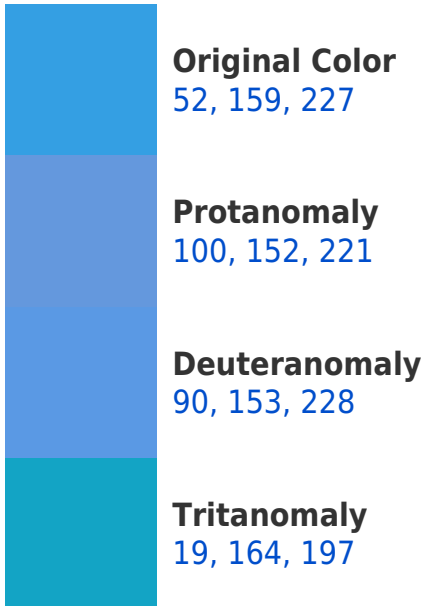 Original Color
52, 159, 227
Protanomaly
100, 152, 221
Deuteranomaly
90, 153, 228
Tritanomaly
19, 164, 197